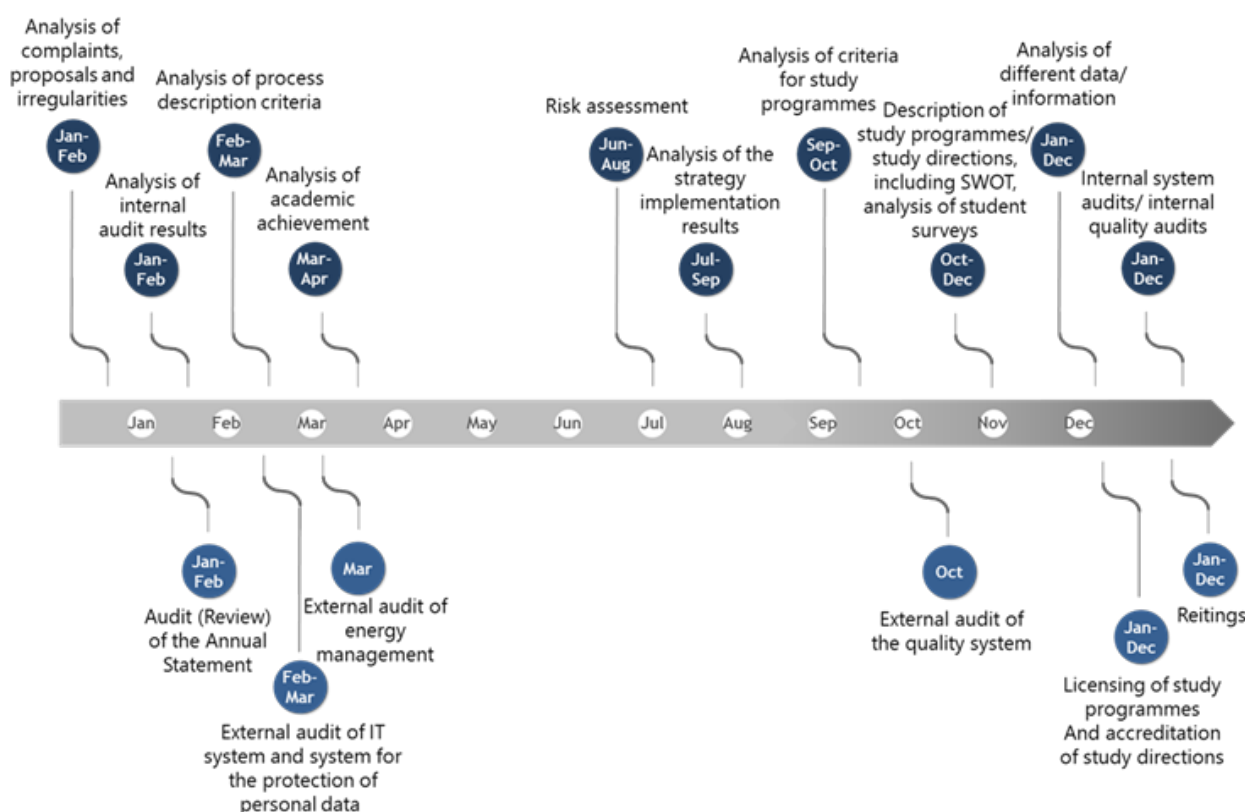 Analysis of
complaints,
proposals and
irregularities
Jan-
Feb
Analysis of
internal
audit results
Jan-
Feb
Analysis of process
description criteria
Feb-
Mar
Analysis of
academic
achievement
Mar-
Apr
Risk assessment
Jun-
Aug
Analysis of the
strategy
implementation
results
Jul-
Sep
Analysis of criteria
for study
programmes
Sep-
Oct
Description of
study programmes/
study directions,
including SWOT,
analysis of student
surveys
Oct-
Dec
Analysis of
different data/
information
Jan-
Dec
Internal system
audits/ internal
quality audits
Jan-
Dec
Jan
Feb
Mar
Apr
May
Jun
Jul
Aug
Sep
Oct
Nov
Dec
Jan-
Feb
Audit (Review)
of the Annual
Statement
Feb-
Mar
External audit of IT
system and system for
the protection of
personal data
Mar
External audit of
energy
management
Oct
External audit of
the quality system
Jan-
Dec
Licensing of study
programmes
And accreditation
of study directions
Jan-
Dec
Reitings